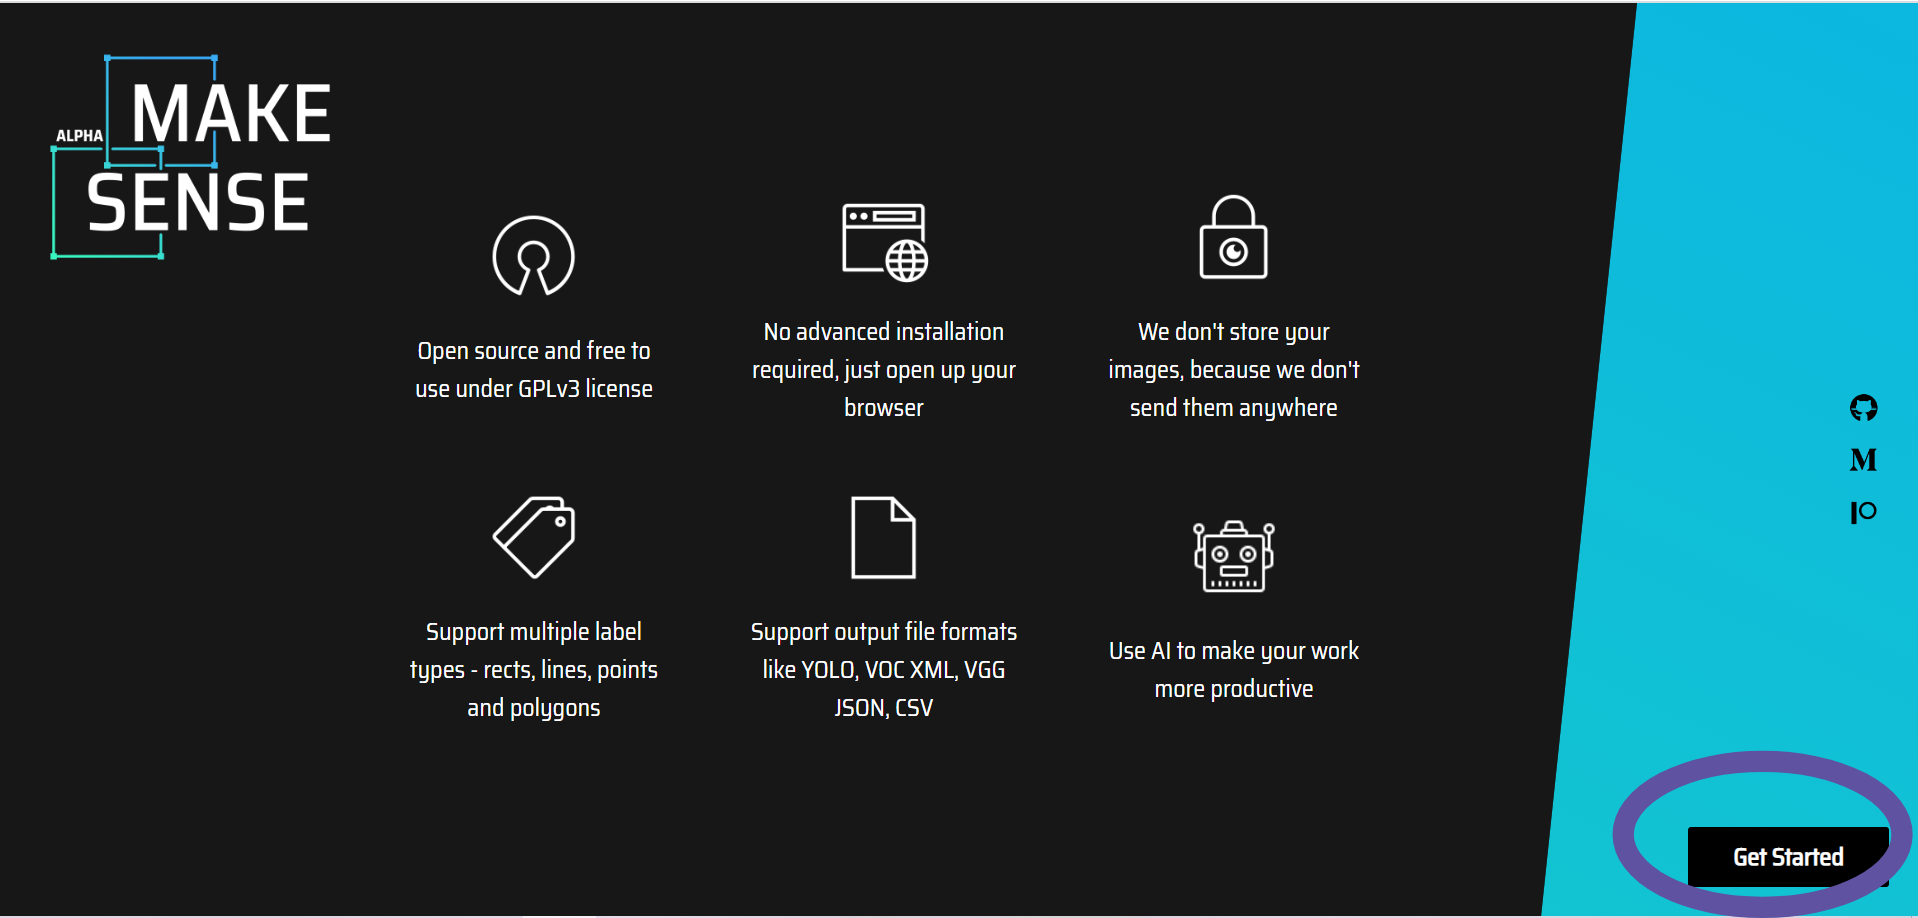 ALPHA
MAKE
SENSE
Open source and free to
use under GPLv3 license
No advanced installation
required, just open up your
browser
We don't store your
images, because we don't
send them anywhere
Support multiple label
types - rects, lines, points
and polygons
Support output file formats
like YOLO, VOC XML, VGG
JSON, CSV
Use AI to make your work
more productive
Get Started